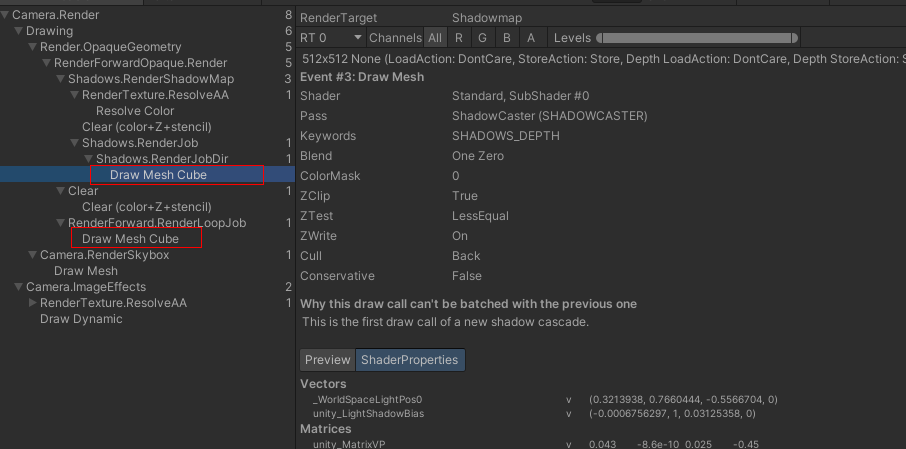 Camera.Render 8
Drawing 6
Render.OpaqueGeometry 5
RenderForwardOpaque.Render 5
Shadows.RenderShadowMap 3
RenderTexture.ResolveAA 1
Resolve Color
Clear (color+Z+stencil)
Shadows.RenderJob 1
Shadows.RenderJobDir 1
Draw Mesh Cube
Clear 1
Clear (color+Z+stencil)
RenderForward.RenderLoopJob 1
Draw Mesh Cube
Camera.RenderSkybox 1
Draw Mesh
Camera.ImageEffects 2
RenderTexture.ResolveAA 1
Draw Dynamic
RenderTarget Shadowmap
RT 0 Channels All R G B A Levels
512x512 None (LoadAction: DontCare, StoreAction: Store, Depth LoadAction: DontCare, Depth StoreAction: S
Event #3: Draw Mesh
Shader Standard, SubShader #0
Pass ShadowCaster (SHADOWCASTER)
Keywords SHADOWS_DEPTH
Blend One Zero
ColorMask 0
ZClip True
ZTest LessEqual
ZWrite On
Cull Back
Conservative False
Why this draw call can't be batched with the previous one
This is the first draw call of a new shadow cascade.
Preview ShaderProperties
Vectors
_WorldSpaceLightPos0 v (0.3213938, 0.7660444, -0.5566704, 0)
unity_LightShadowBias v (-0.0006756297, 1, 0.03125358, 0)
Matrices
unity_MatrixVP v 0.043 -8.6e-10 0.025 -0.45